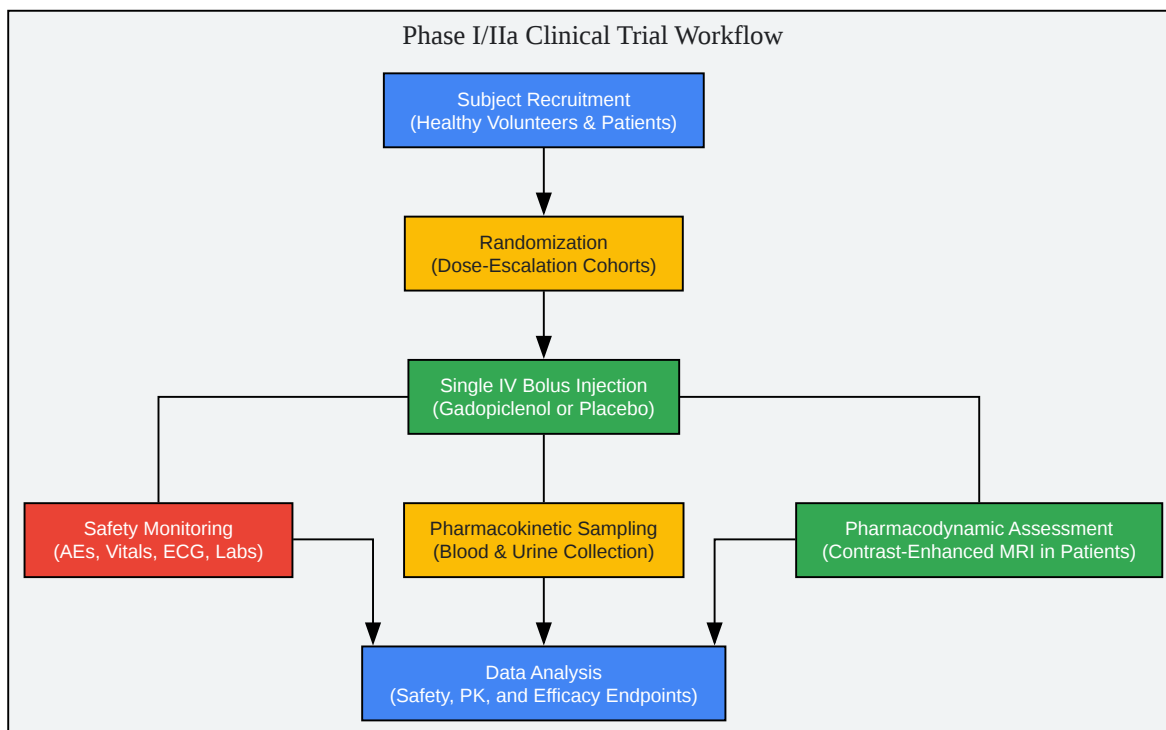 Phase I/IIa Clinical Trial Workflow
Subject Recruitment
(Healthy Volunteers & Patients)
Randomization
(Dose-Escalation Cohorts)
Single IV Bolus Injection
(Gadopiclenol or Placebo)
Safety Monitoring
(AEs, Vitals, ECG, Labs)
Pharmacokinetic Sampling
(Blood & Urine Collection)
Pharmacodynamic Assessment
(Contrast-Enhanced MRI in Patients)
Data Analysis
(Safety, PK, and Efficacy Endpoints)